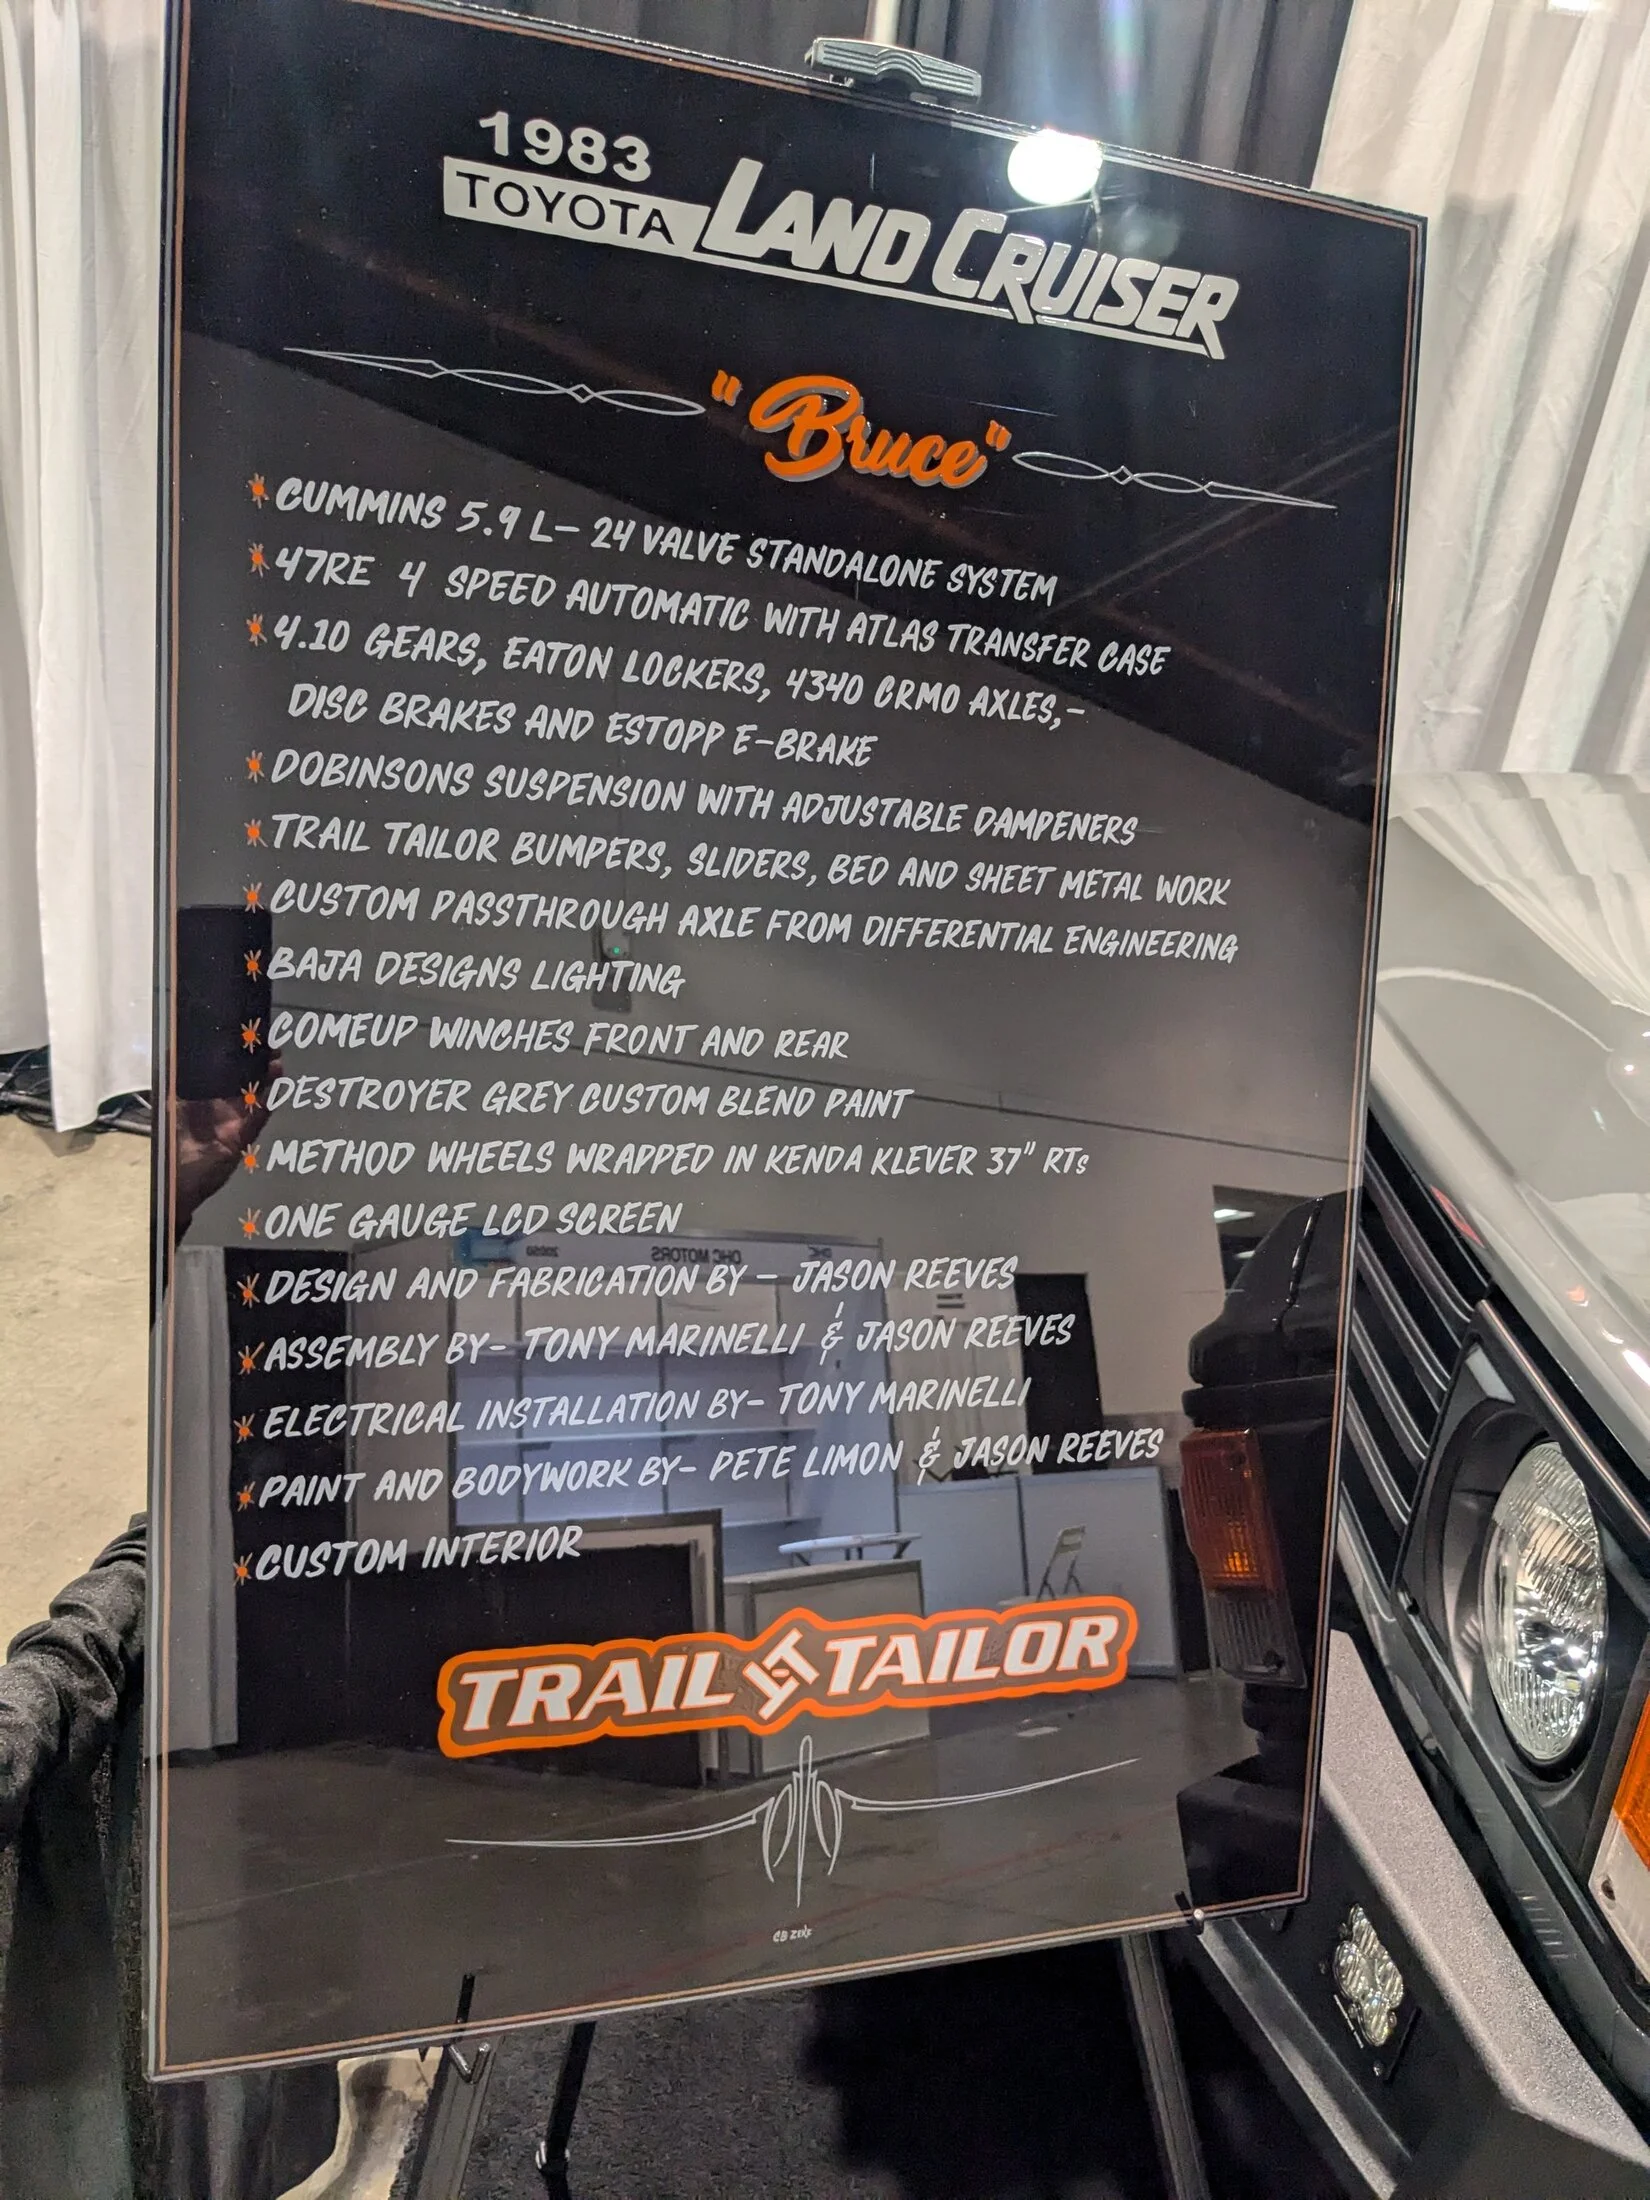 1983
TOYOTA LAND CRUISER
"Bruce"
CUMMINS 5.9 L- 24 VALVE STANDALONE SYSTEM
47RE 4 SPEED AUTOMATIC WITH ATLAS TRANSFER CASE
4.10 GEARS, EATON LOCKERS, 4340 CRMO AXLES,-
DISC BRAKES AND ESTOPP E-BRAKE
DOBINSONS SUSPENSION WITH ADJUSTABLE DAMPENERS
TRAIL TAILOR BUMPERS, SLIDERS, BED AND SHEET METAL WORK
CUSTOM PASSTHROUGH AXLE FROM DIFFERENTIAL ENGINEERING
BAJA DESIGNS LIGHTING
COMEUP WINCHES FRONT AND REAR
DESTROYER GREY CUSTOM BLEND PAINT
METHOD WHEELS WRAPPED IN KENDA KLEVER 37" RTs
ONE GAUGE LCD SCREEN
DESIGN AND FABRICATION BY - JASON REEVES
ASSEMBLY BY- TONY MARINELLI & JASON REEVES
ELECTRICAL INSTALLATION BY- TONY MARINELLI
PAINT AND BODYWORK BY- PETE LIMON & JASON REEVES
CUSTOM INTERIOR
TRAIL TAILOR
CB ZEKE